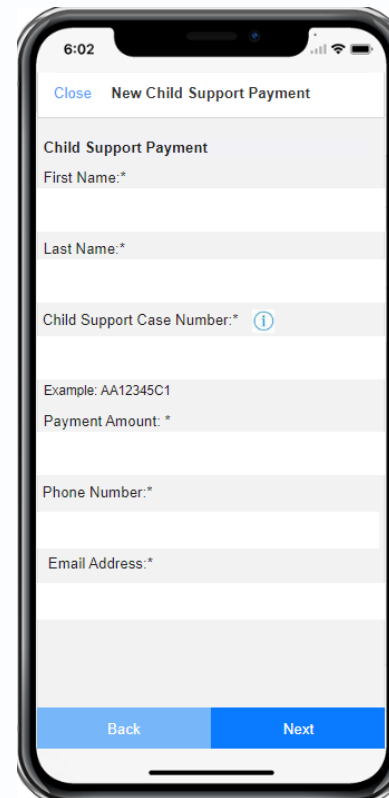 6:02
Close New Child Support Payment
Child Support Payment
First Name:*
Last Name:*
Child Support Case Number:*
Example: AA12345C1
Payment Amount: *
Phone Number:*
Email Address:*
Back Next